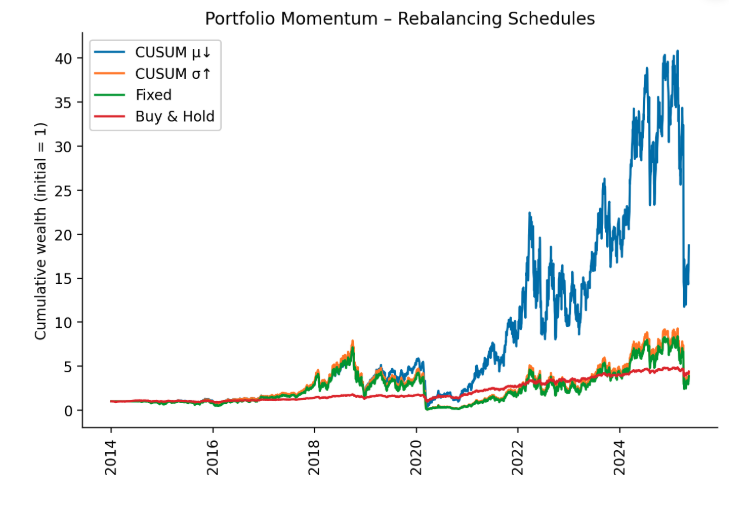 Portfolio Momentum – Rebalancing Schedules
CUSUM μ↓
CUSUM σ↑
Fixed
Buy & Hold
Cumulative wealth (initial = 1)
40
35
30
25
20
15
10
5
0
2014
2016
2018
2020
2022
2024